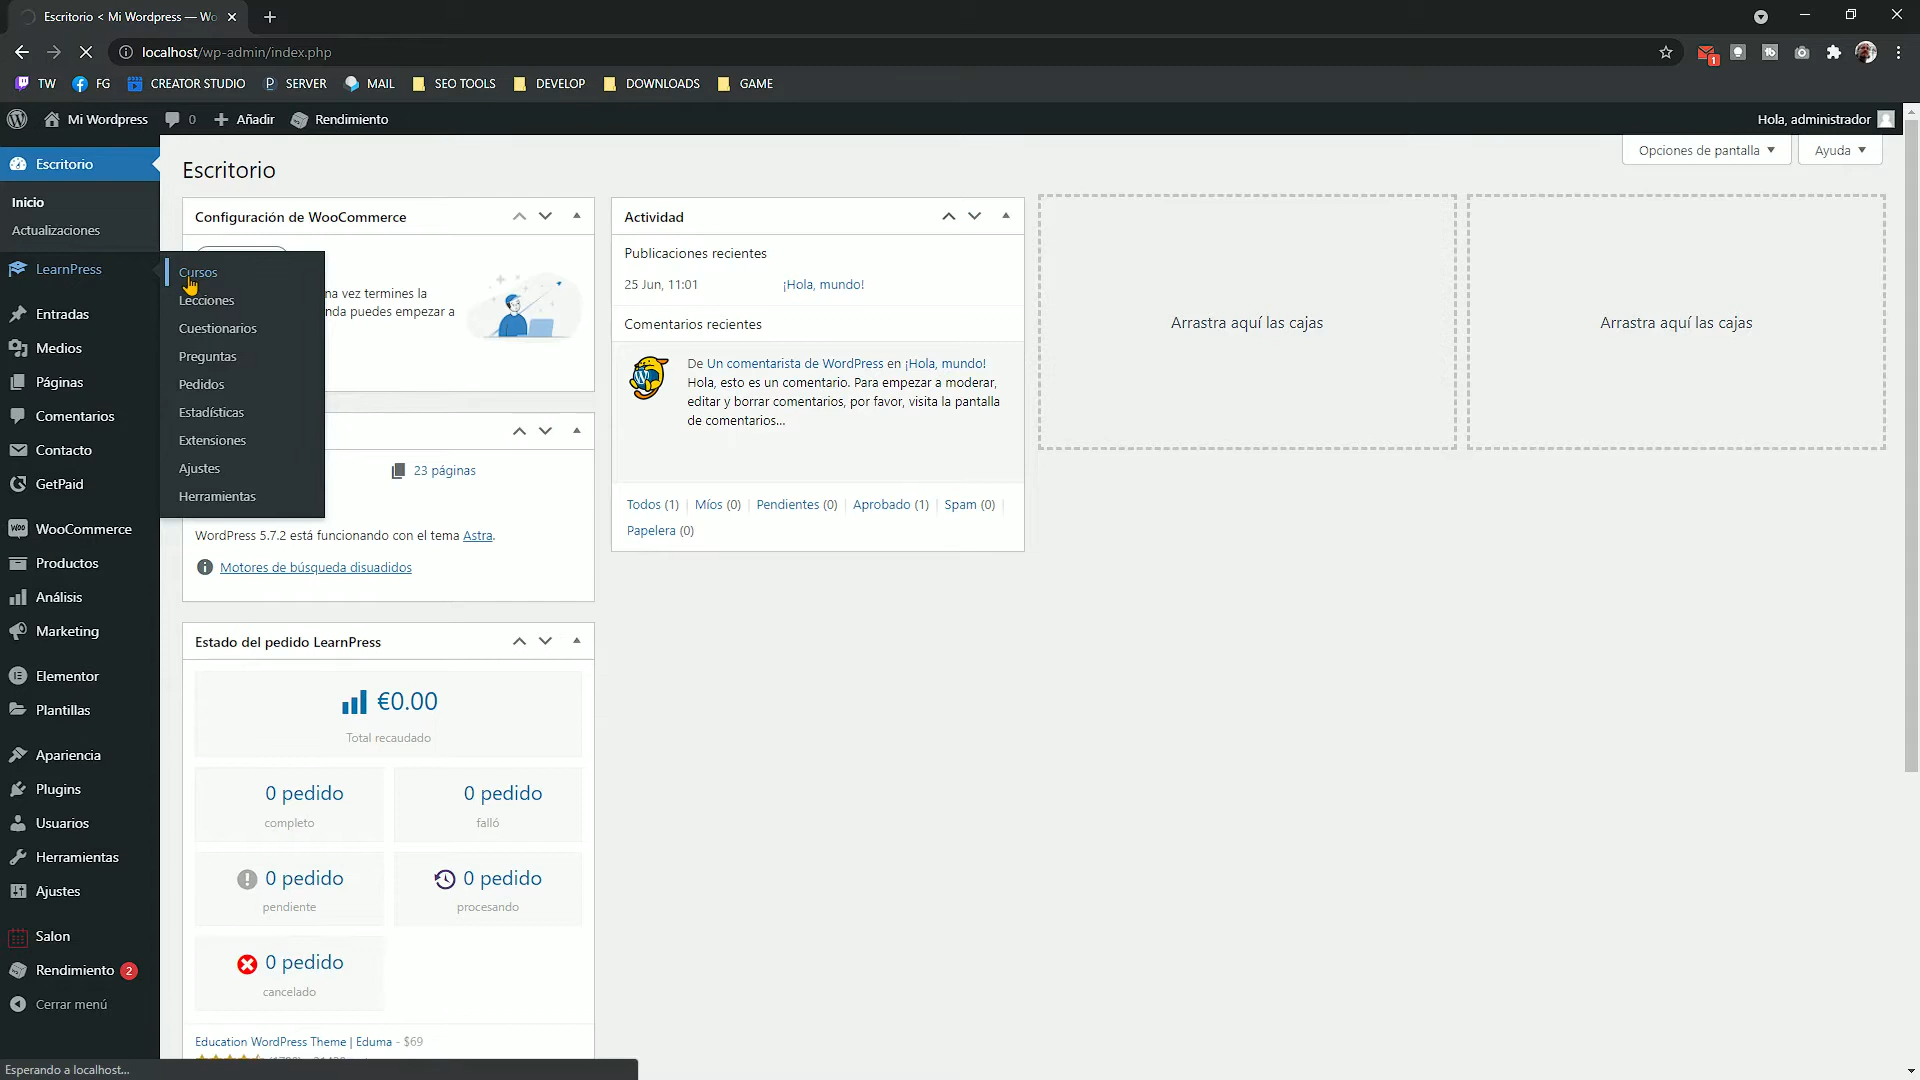 Escritorio < Mi Wordpress — Wo
localhost/wp-admin/index.php
1
TW
FG
CREATOR STUDIO
SERVER
MAIL
SEO TOOLS
DEVELOP
DOWNLOADS
GAME
Mi Wordpress
0
Añadir
Rendimiento
Hola, administrador
Escritorio
Inicio
Actualizaciones
LearnPress
Entradas
Medios
Páginas
Comentarios
Contacto
GetPaid
WooCommerce
Productos
Análisis
Marketing
Elementor
Plantillas
Apariencia
Plugins
Usuarios
Herramientas
Ajustes
Salon
Rendimiento 2
Cerrar menú
Cursos
Lecciones
Cuestionarios
Preguntas
Pedidos
Estadísticas
Extensiones
Ajustes
Herramientas
Opciones de pantalla
Ayuda
Escritorio
Configuración de WooCommerce
na vez termines la
nda puedes empezar a
23 páginas
WordPress 5.7.2 está funcionando con el tema Astra.
Motores de búsqueda disuadidos
Estado del pedido LearnPress
€0.00
Total recaudado
0 pedido
completo
0 pedido
falló
0 pedido
pendiente
0 pedido
procesando
0 pedido
cancelado
Education WordPress Theme | Eduma - $69
Actividad
Publicaciones recientes
25 Jun, 11:01 ¡Hola, mundo!
Comentarios recientes
De Un comentarista de WordPress en ¡Hola, mundo!
Hola, esto es un comentario. Para empezar a moderar,
editar y borrar comentarios, por favor, visita la pantalla
de comentarios...
Todos (1) | Míos (0) | Pendientes (0) | Aprobado (1) | Spam (0) |
Papelera (0)
Arrastra aquí las cajas
Arrastra aquí las cajas
Esperando a localhost...